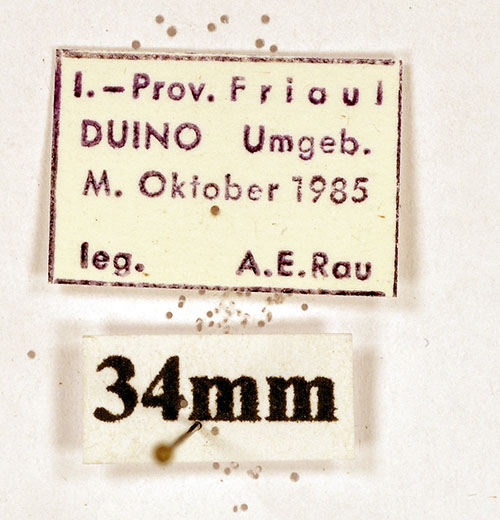 I.-Prov. Friaul
DUINO Umgeb.
M. Oktober 1985
leg. A.E.Rau
34mm